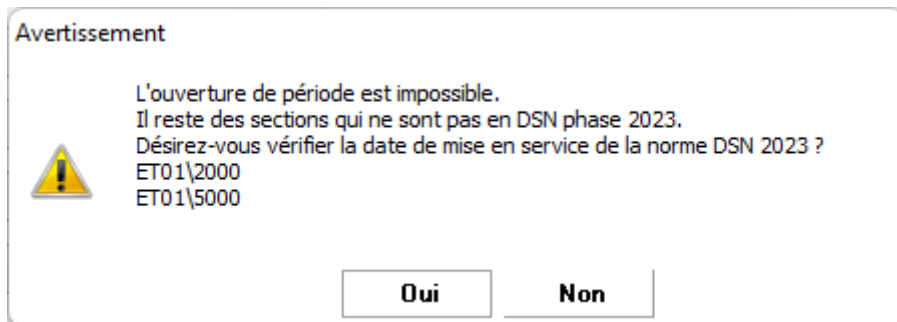 Avertissement
L'ouverture de période est impossible.
Il reste des sections qui ne sont pas en DSN phase 2023.
Désirez-vous vérifier la date de mise en service de la norme DSN 2023 ?
ET01\2000
ET01\5000
Oui Non